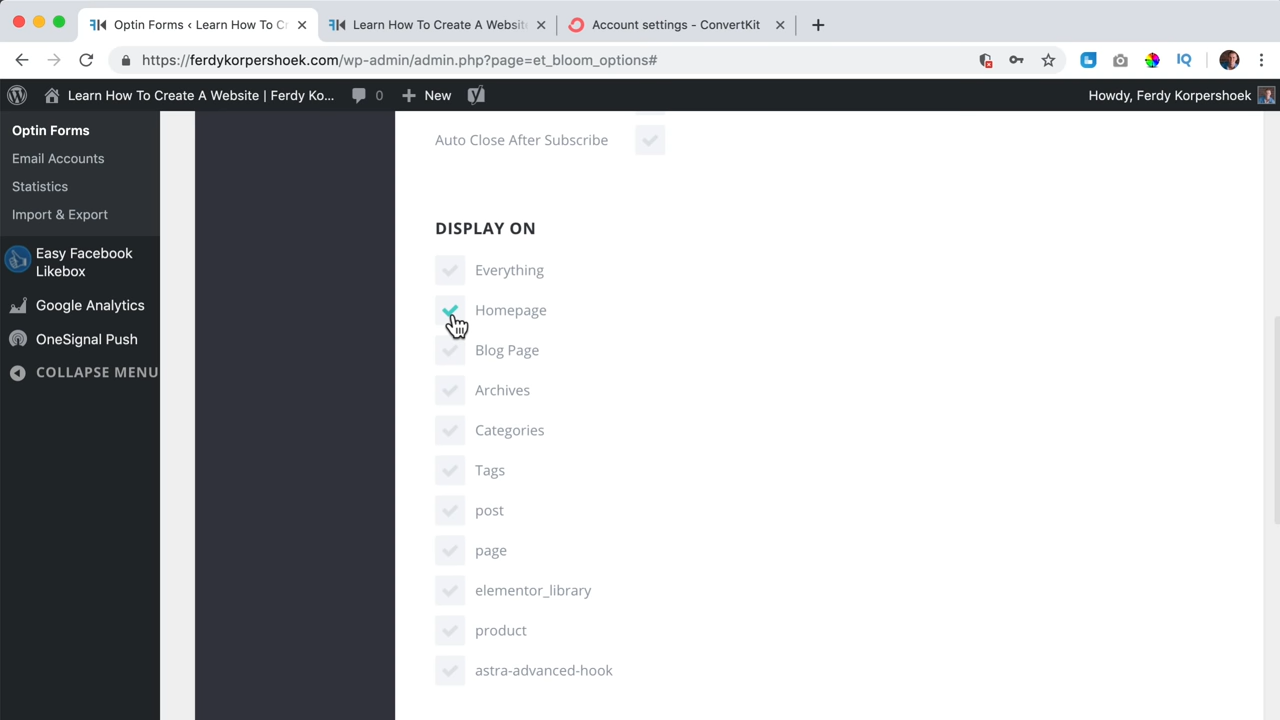 Optin Forms ‹ Learn How To C
Learn How To Create A Website
Account settings - ConvertKit
https://ferdykorpershoek.com/wp-admin/admin.php?page=et_bloom_options#
IQ
Learn How To Create A Website | Ferdy Ko...
0
New
Howdy, Ferdy Korpershoek
Optin Forms
Email Accounts
Statistics
Import & Export
Easy Facebook
Likebox
Google Analytics
OneSignal Push
COLLAPSE MENU
Auto Close After Subscribe
DISPLAY ON
Everything
Homepage
Blog Page
Archives
Categories
Tags
post
page
elementor_library
product
astra-advanced-hook